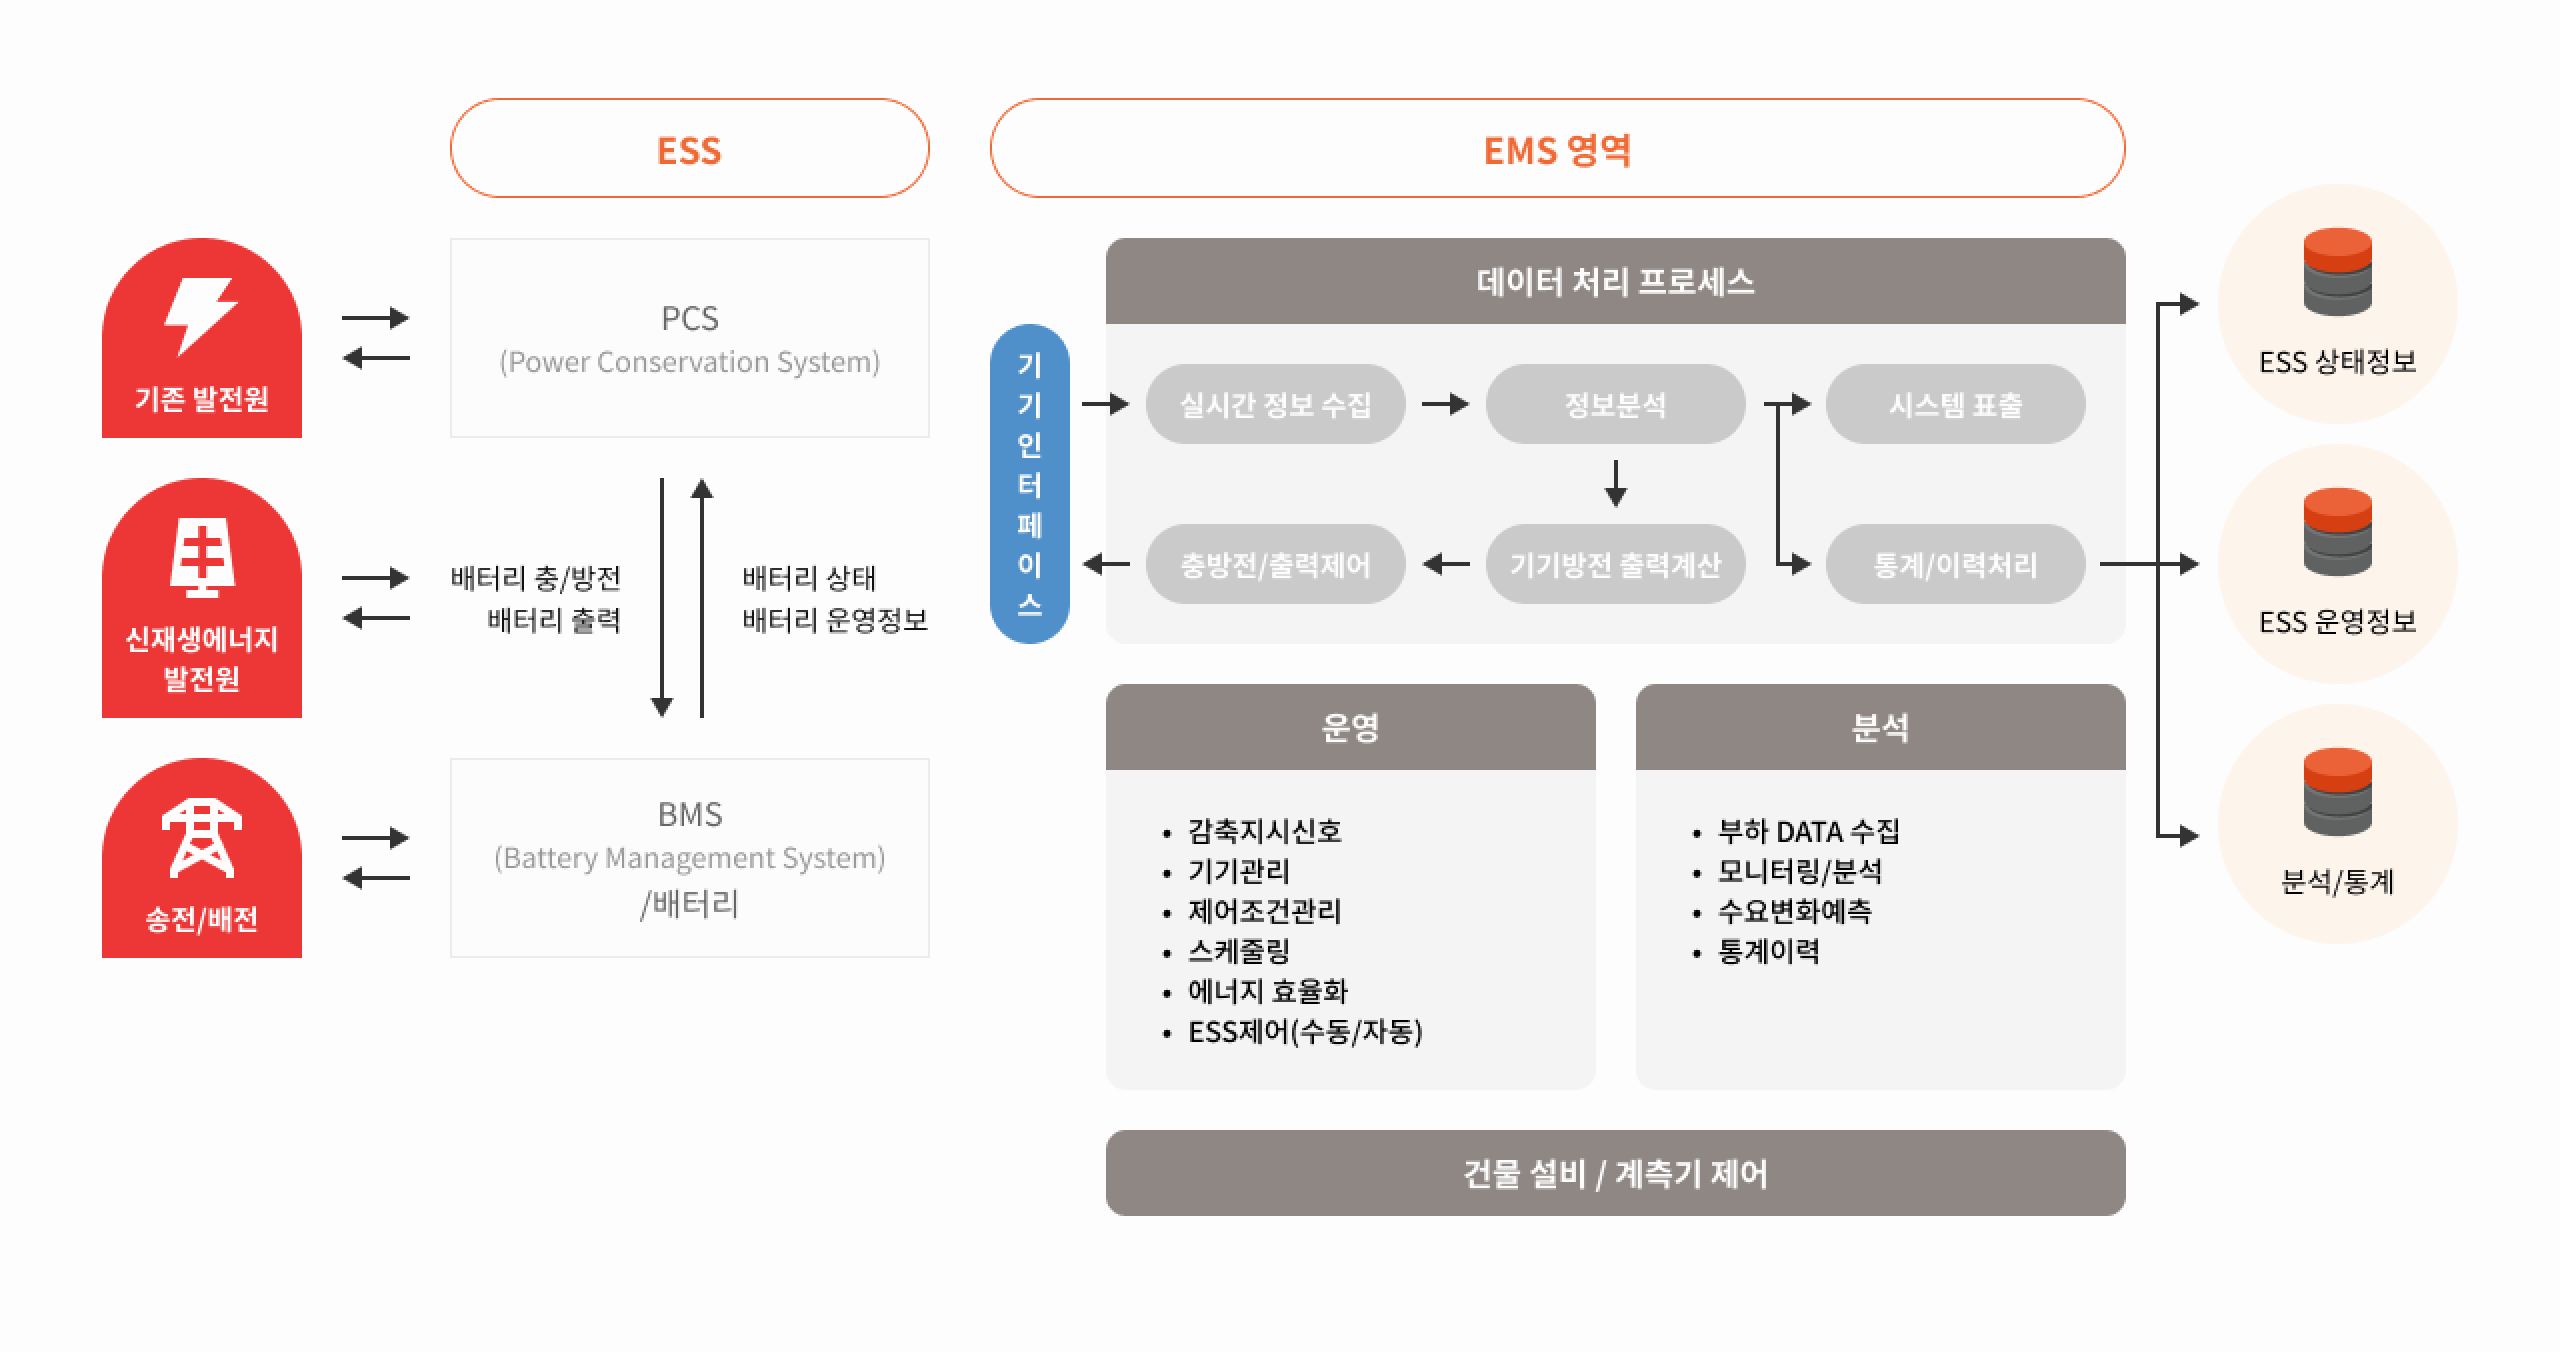 ESS
EMS 영역
기존 발전원
신재생에너지
발전원
송전/배전
PCS
(Power Conservation System)
배터리 충/방전
배터리 출력
배터리 상태
배터리 운영정보
BMS
(Battery Management System)
/배터리
기
기
인
터
페
이
스
데이터 처리 프로세스
실시간 정보 수집
정보분석
시스템 표출
충방전/출력제어
기기방전 출력계산
통계/이력처리
운영
• 감축지시신호
• 기기관리
• 제어조건관리
• 스케줄링
• 에너지 효율화
• ESS제어(수동/자동)
분석
• 부하 DATA 수집
• 모니터링/분석
• 수요변화예측
• 통계이력
건물 설비 / 계측기 제어
ESS 상태정보
ESS 운영정보
분석/통계